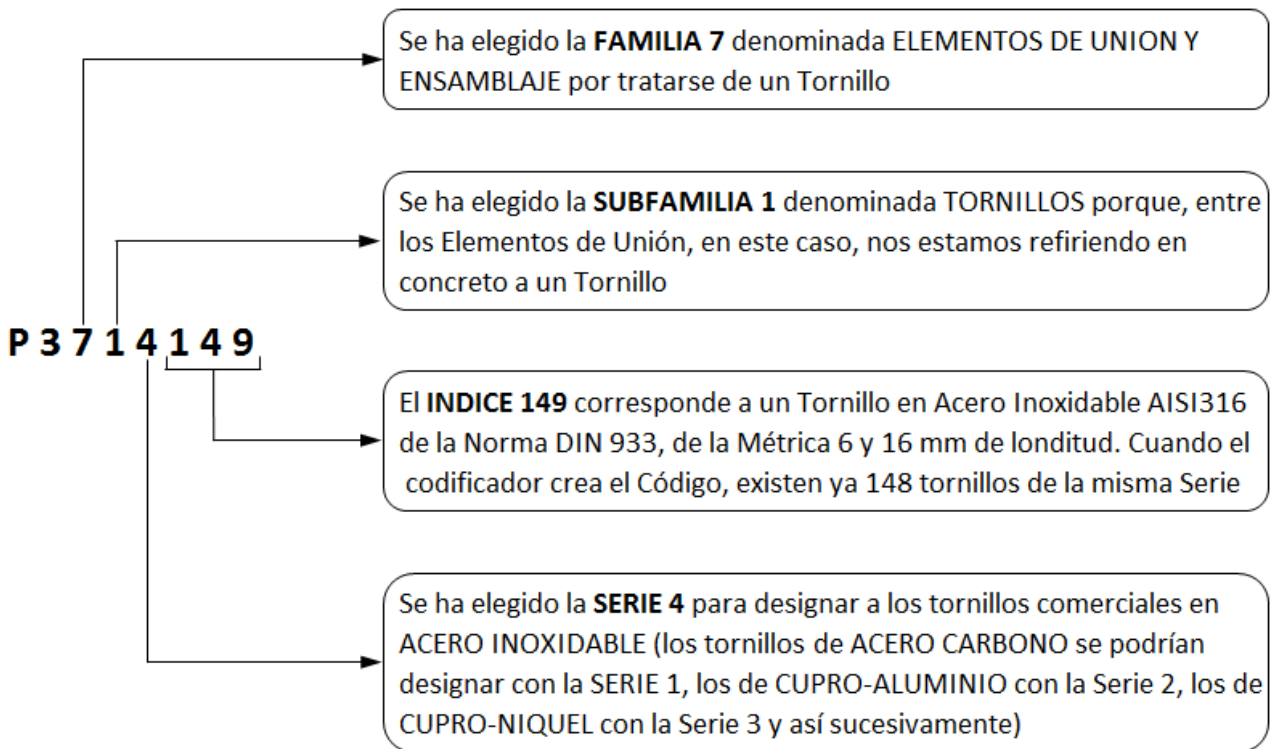 Se ha elegido la FAMILIA 7 denominada ELEMENTOS DE UNION Y
ENSAMBLAJE por tratarse de un Tornillo
Se ha elegido la SUBFAMILIA 1 denominada TORNILLOS porque, entre
los Elementos de Unión, en este caso, nos estamos refiriendo en
concreto a un Tornillo
P 3 7 1 4 1 4 9
El INDICE 149 corresponde a un Tornillo en Acero Inoxidable AISI316
de la Norma DIN 933, de la Métrica 6 y 16 mm de londitud. Cuando el
codificador crea el Código, existen ya 148 tornillos de la misma Serie
Se ha elegido la SERIE 4 para designar a los tornillos comerciales en
ACERO INOXIDABLE (los tornillos de ACERO CARBONO se podrían
designar con la SERIE 1, los de CUPRO-ALUMINIO con la Serie 2, los de
CUPRO-NIQUEL con la Serie 3 y así sucesivamente)